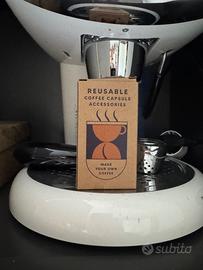 REUSABLE
COFFEE CAPSULE
ACCESSORIES
MAKE
YOUR OWN
COFFEE
subito